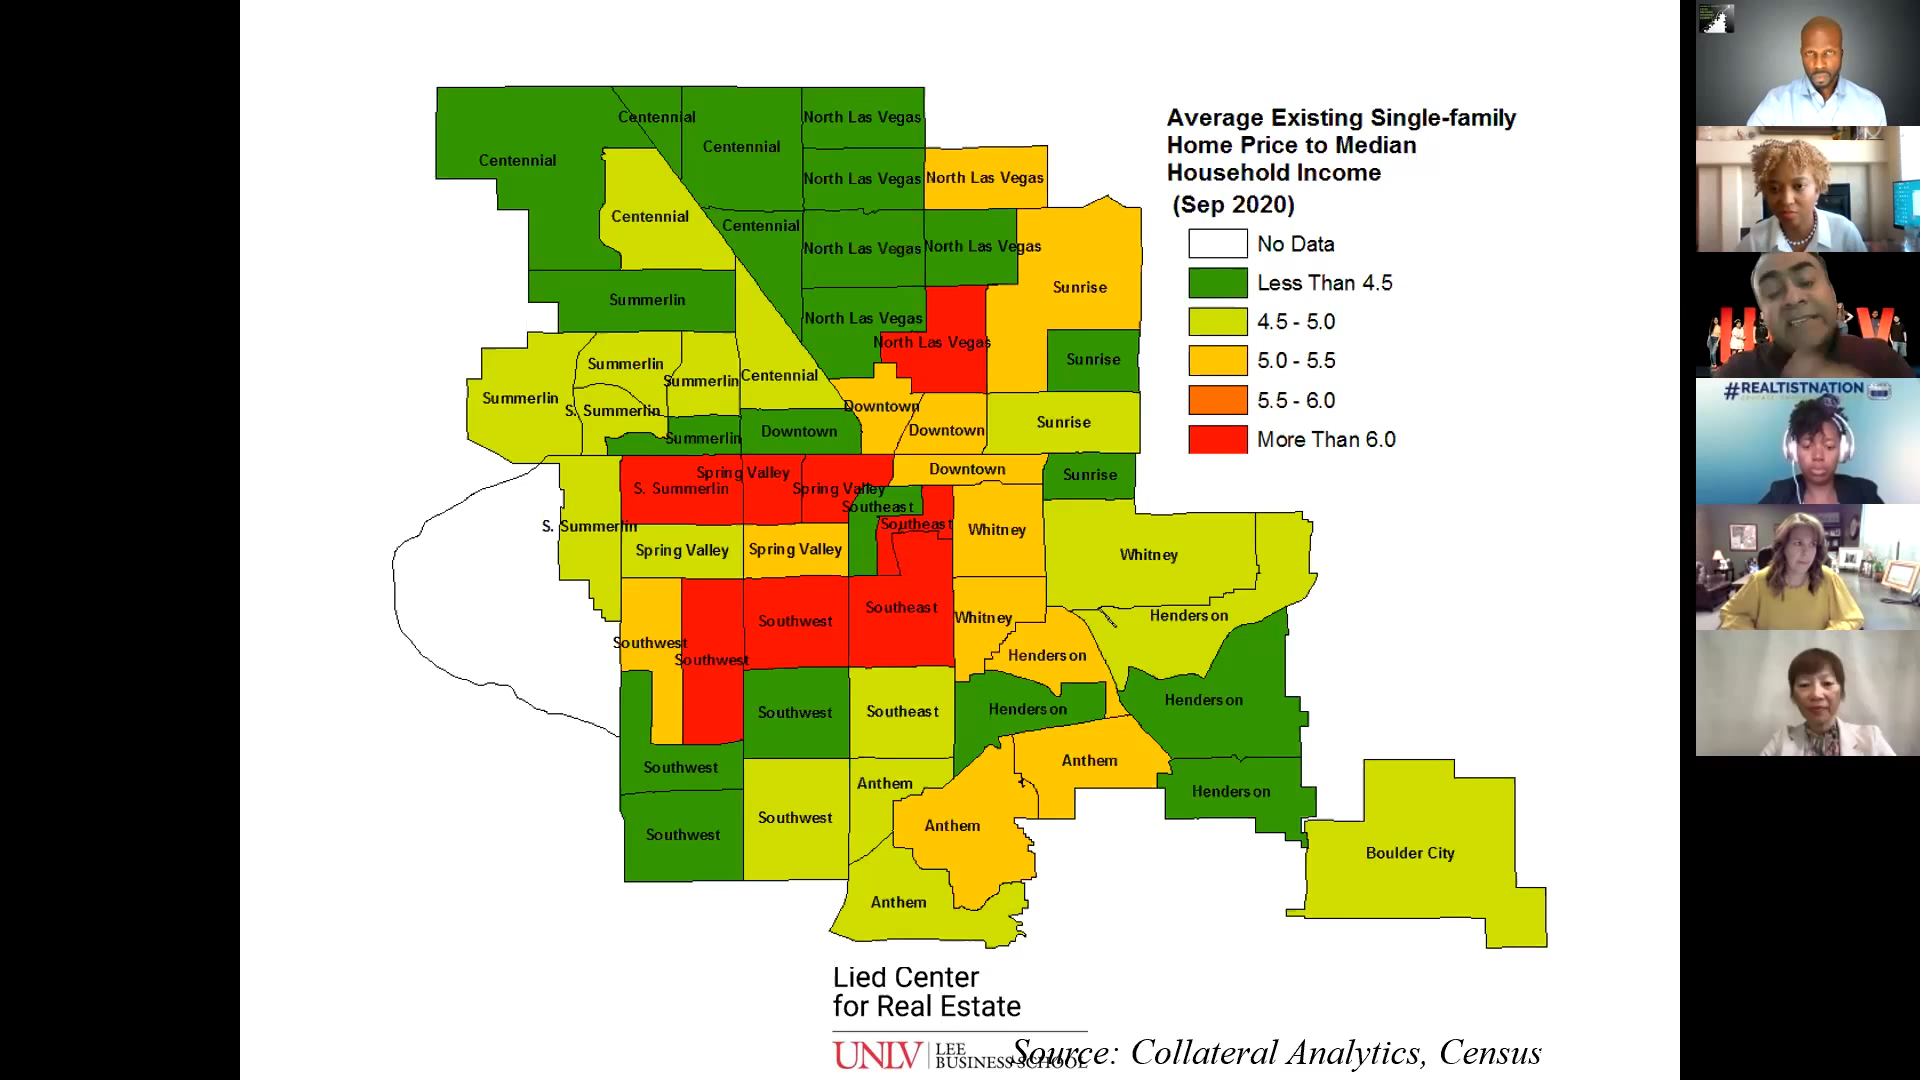 Average Existing Single-family
Home Price to Median
Household Income
(Sep 2020)
No Data
Less Than 4.5
4.5 - 5.0
5.0 - 5.5
5.5 - 6.0
More Than 6.0
Centennial
North Las Vegas
Centennial
Centennial
North Las Vegas
North Las Vegas
Centennial
Centennial
North Las Vegas
North Las Vegas
Sunrise
Summerlin
North Las Vegas
North Las Vegas
Sunrise
Summerlin
Summerlin
Centennial
Summerlin
S. Summerlin
Downtown
Sunrise
Summerlin
Downtown
Downtown
Downtown
Sunrise
Spring Valley
S. Summerlin
Spring Valley
Southeast
S. Summerlin
Southeast
Whitney
Spring Valley
Spring Valley
Whitney
Southeast
Southwest
Whitney
Henderson
Southwest
Southwest
Henderson
Henderson
Southwest
Southeast
Henderson
Southwest
Anthem
Anthem
Henderson
Southwest
Southwest
Anthem
Boulder City
Anthem
Lied Center
for Real Estate
UNLV | LEE
BUSINESS SCHOOL
Source: Collateral Analytics, Census
#REALTISTNATION